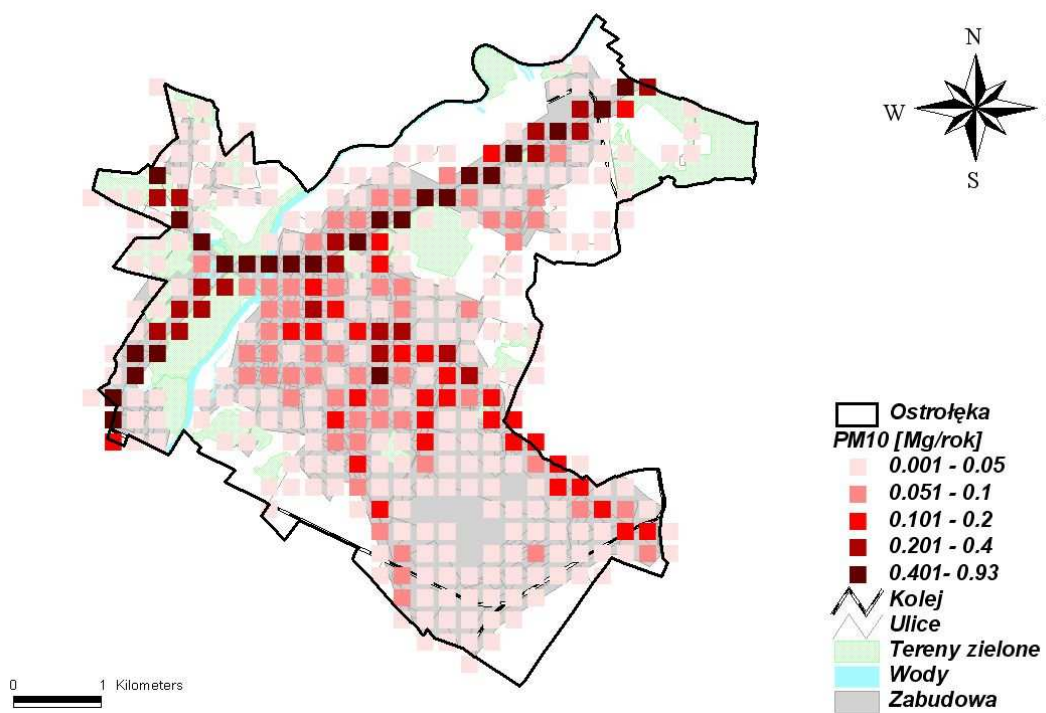 N
W
S
Ostrołęka
PM10 [Mg/rok]
0.001 - 0.05
0.051 - 0.1
0.101 - 0.2
0.201 - 0.4
0.401- 0.93
Kolej
Ulice
Tereny zielone
Wody
Zabudowa
0 1 Kilometers